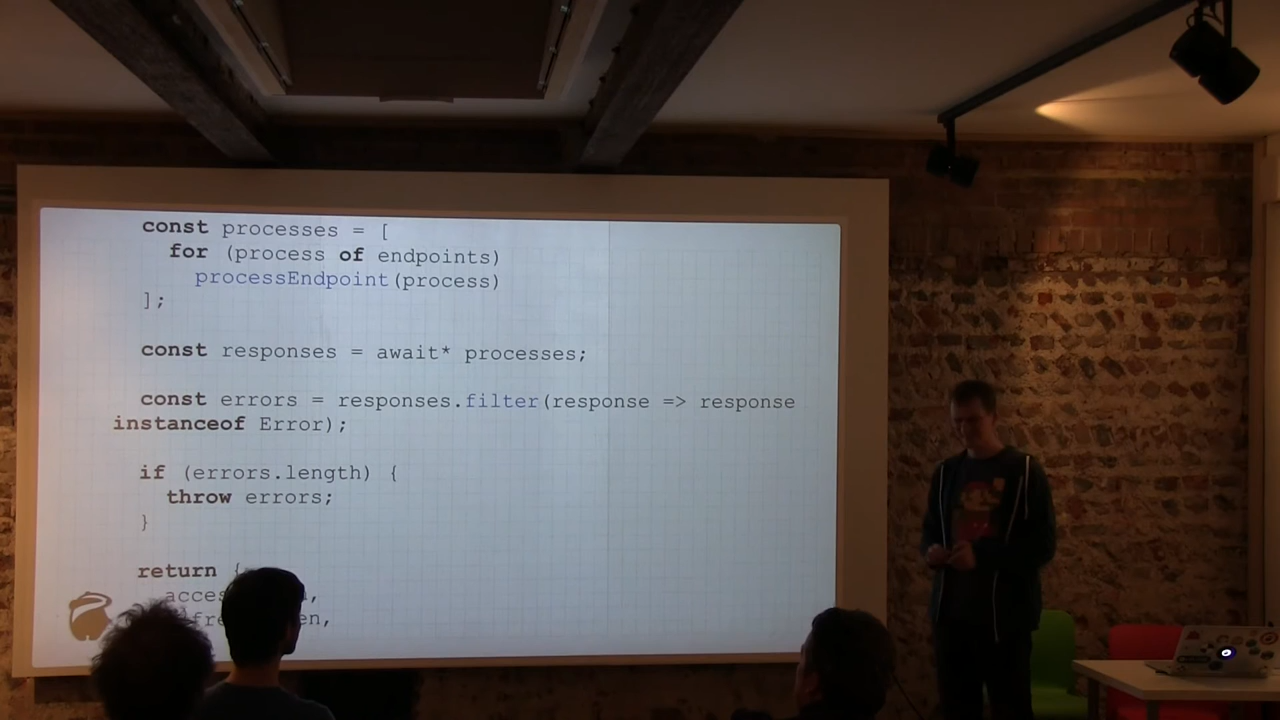 const processes = [
for (process of endpoints)
processEndpoint(process)
];
const responses = await* processes;
const errors = responses.filter(response => response
instanceof Error);
if (errors.length) {
throw errors;
}
return {